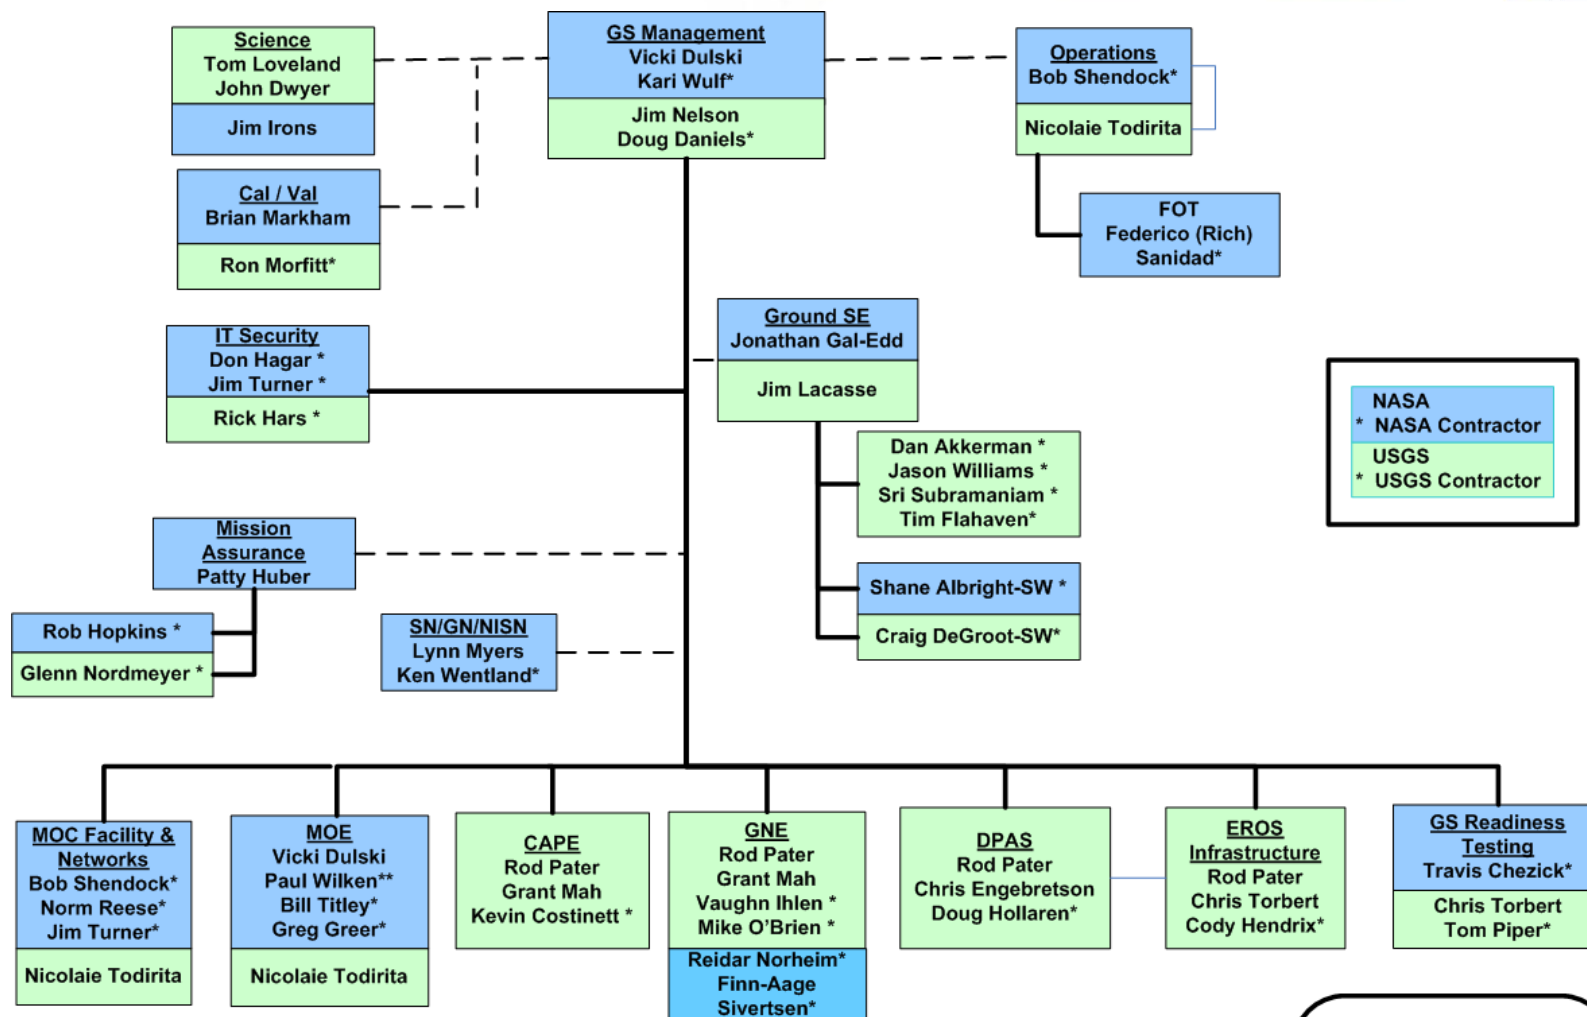 Science
Tom Loveland
John Dwyer
Jim Irons
GS Management
Vicki Dulski
Kari Wulf*
Jim Nelson
Doug Daniels*
Operations
Bob Shendock*
Nicolaie Todirita
Cal / Val
Brian Markham
Ron Morfitt*
FOT
Federico (Rich)
Sanidad*
IT Security
Don Hagar *
Jim Turner *
Rick Hars *
Ground SE
Jonathan Gal-Edd
Jim Lacasse
NASA
* NASA Contractor
USGS
* USGS Contractor
Dan Akkerman *
Jason Williams *
Sri Subramaniam *
Tim Flahaven*
Mission
Assurance
Patty Huber
Shane Albright-SW *
Craig DeGroot-SW*
Rob Hopkins *
Glenn Nordmeyer *
SN/GN/NISN
Lynn Myers
Ken Wentland*
MOC Facility &
Networks
Bob Shendock*
Norm Reese*
Jim Turner*
Nicolaie Todirita
MOE
Vicki Dulski
Paul Wilken**
Bill Titley*
Greg Greer*
Nicolaie Todirita
CAPE
Rod Pater
Grant Mah
Kevin Costinett *
GNE
Rod Pater
Grant Mah
Vaughn Ihlen *
Mike O'Brien *
Reidar Norheim*
Finn-Aage
Sivertsen*
DPAS
Rod Pater
Chris Engebretson
Doug Hollaren*
EROS
Infrastructure
Rod Pater
Chris Torbert
Cody Hendrix*
GS Readiness
Testing
Travis Chezick*
Chris Torbert
Tom Piper*